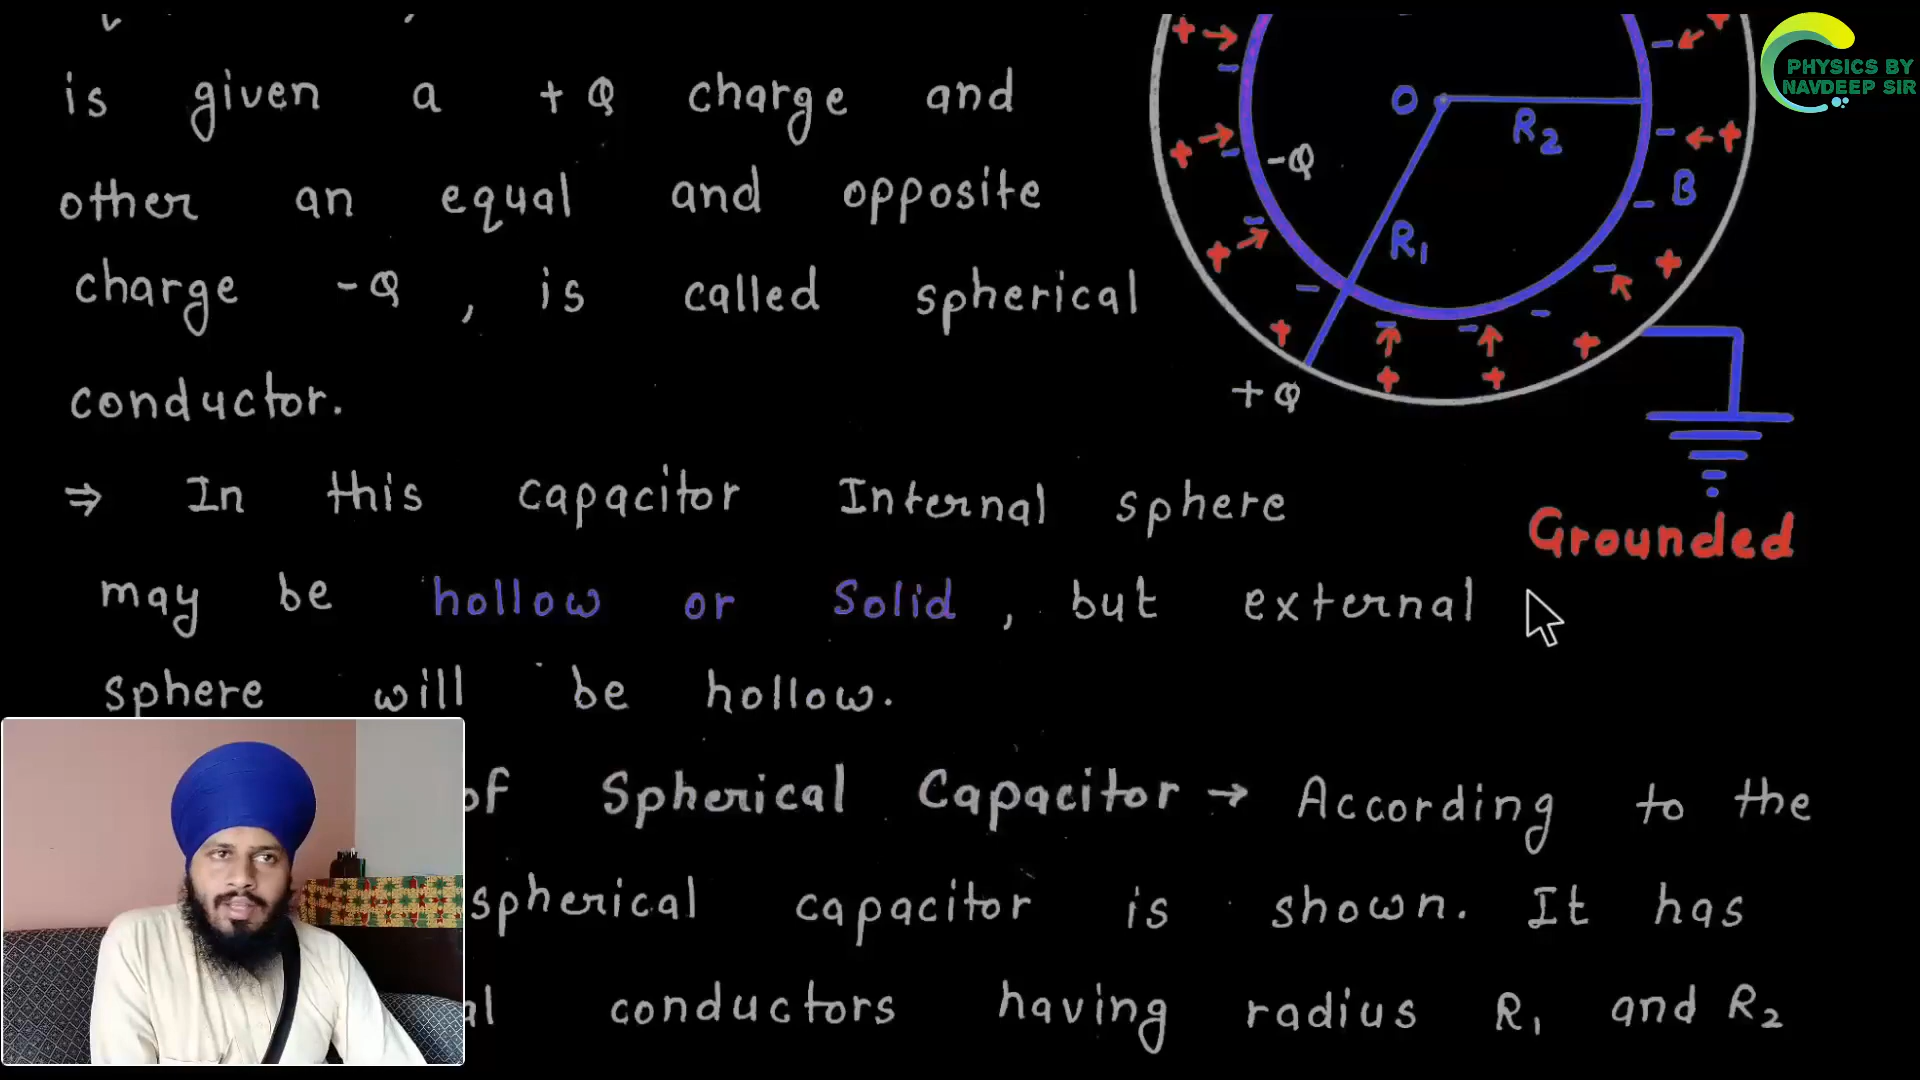 is given a +Q charge and
other an equal and opposite
charge -Q , is called spherical
conductor.
⇒ In this capacitor Internal sphere
may be hollow or Solid , but external
sphere will be hollow.
of Spherical Capacitor → According to the
spherical capacitor is shown. It has
al conductors having radius R₁ and R₂
O
R₂
-Q
R₁
B
+Q
Grounded
PHYSICS BY
NAVDEEP SIR